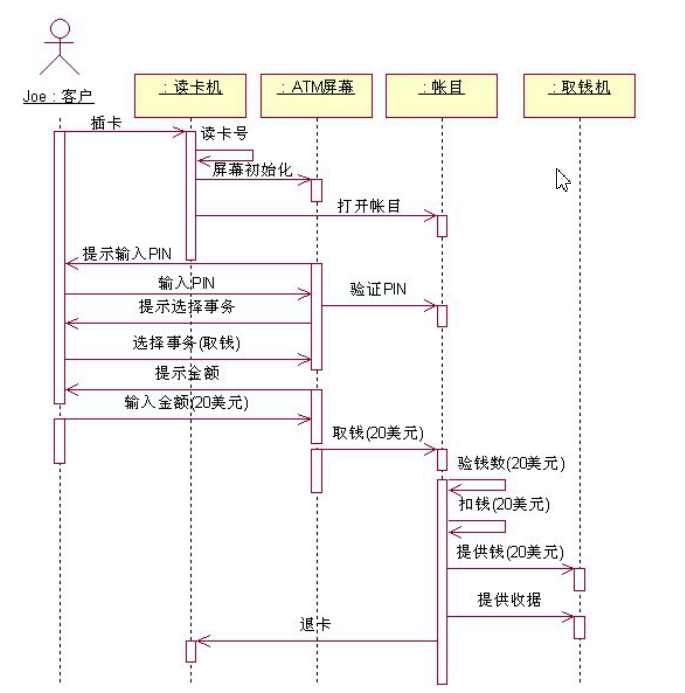 Joe : 客户
: 读卡机
: ATM屏幕
: 帐目
: 取钱机
插卡
读卡号
屏幕初始化
打开帐目
提示输入PIN
输入PIN
验证PIN
提示选择事务
选择事务(取钱)
提示金额
输入金额(20美元)
取钱(20美元)
验钱数(20美元)
扣钱(20美元)
提供钱(20美元)
提供收据
退卡